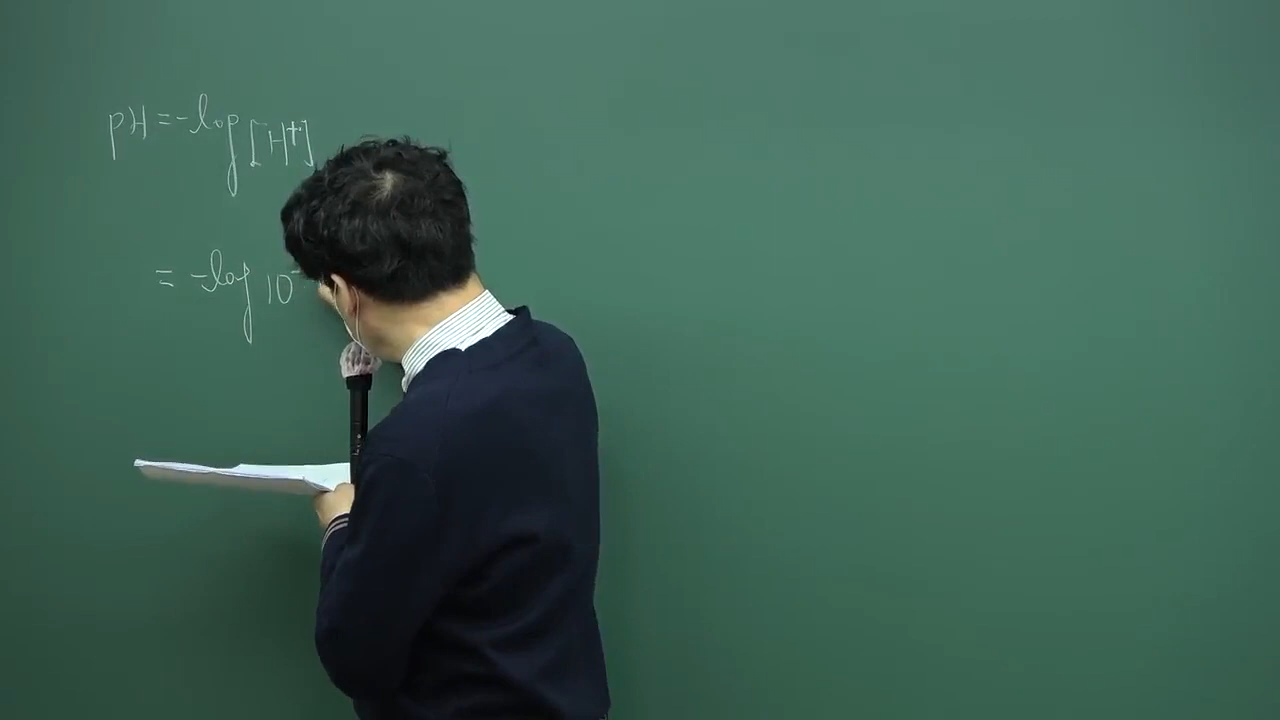 pH = -log [H⁺]
= -log 10⁻